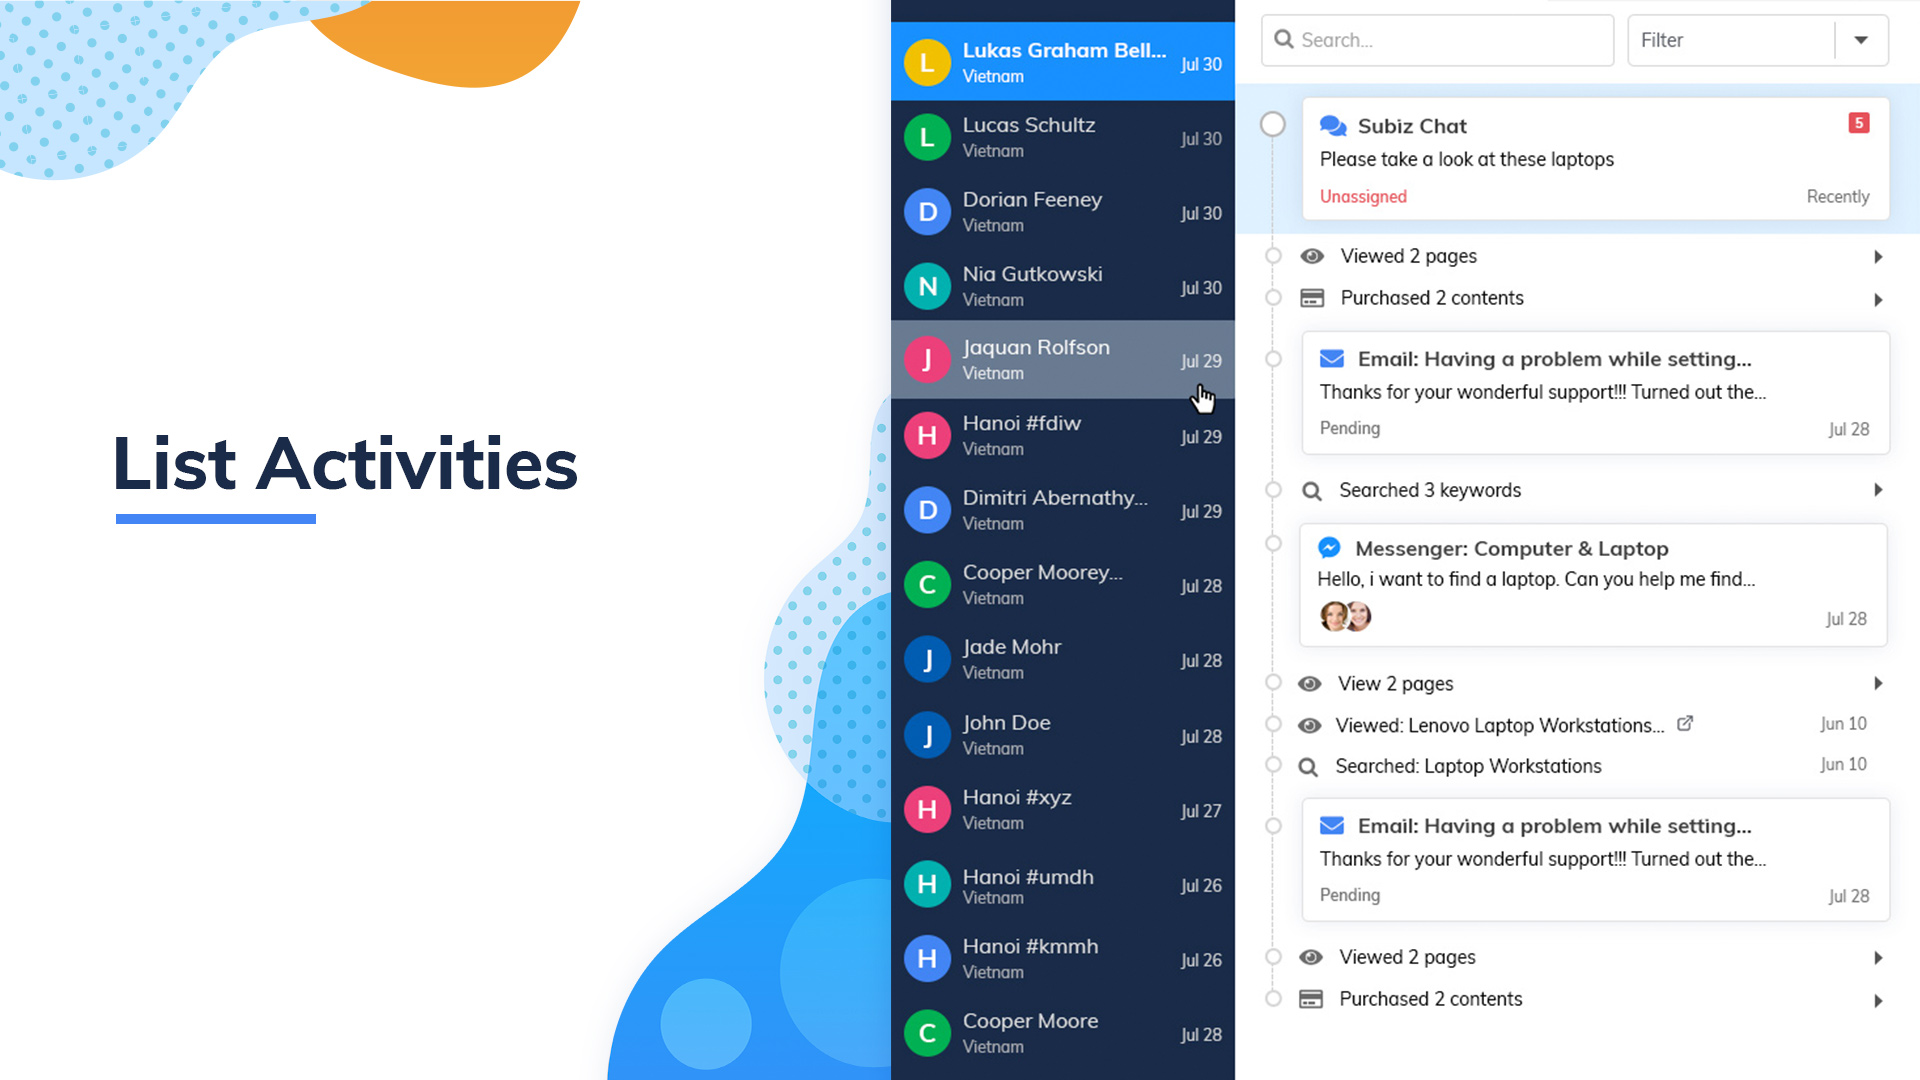 List Activities
L
Lukas Graham Bell...
Vietnam
Jul 30
L
Lucas Schultz
Vietnam
Jul 30
D
Dorian Feeney
Vietnam
Jul 30
N
Nia Gutkowski
Vietnam
Jul 30
J
Jaquan Rolfson
Vietnam
Jul 29
H
Hanoi #fdiw
Vietnam
Jul 29
D
Dimitri Abernathy...
Vietnam
Jul 29
C
Cooper Moorey...
Vietnam
Jul 28
J
Jade Mohr
Vietnam
Jul 28
J
John Doe
Vietnam
Jul 28
H
Hanoi #xyz
Vietnam
Jul 27
H
Hanoi #umdh
Vietnam
Jul 26
H
Hanoi #kmmh
Vietnam
Jul 26
C
Cooper Moore
Vietnam
Jul 28
Search...
Filter
Subiz Chat
5
Please take a look at these laptops
Unassigned
Recently
Viewed 2 pages
Purchased 2 contents
Email: Having a problem while setting...
Thanks for your wonderful support!!! Turned out the...
Pending
Jul 28
Searched 3 keywords
Messenger: Computer & Laptop
Hello, i want to find a laptop. Can you help me find...
Jul 28
View 2 pages
Viewed: Lenovo Laptop Workstations...
Jun 10
Searched: Laptop Workstations
Jun 10
Email: Having a problem while setting...
Thanks for your wonderful support!!! Turned out the...
Pending
Jul 28
Viewed 2 pages
Purchased 2 contents